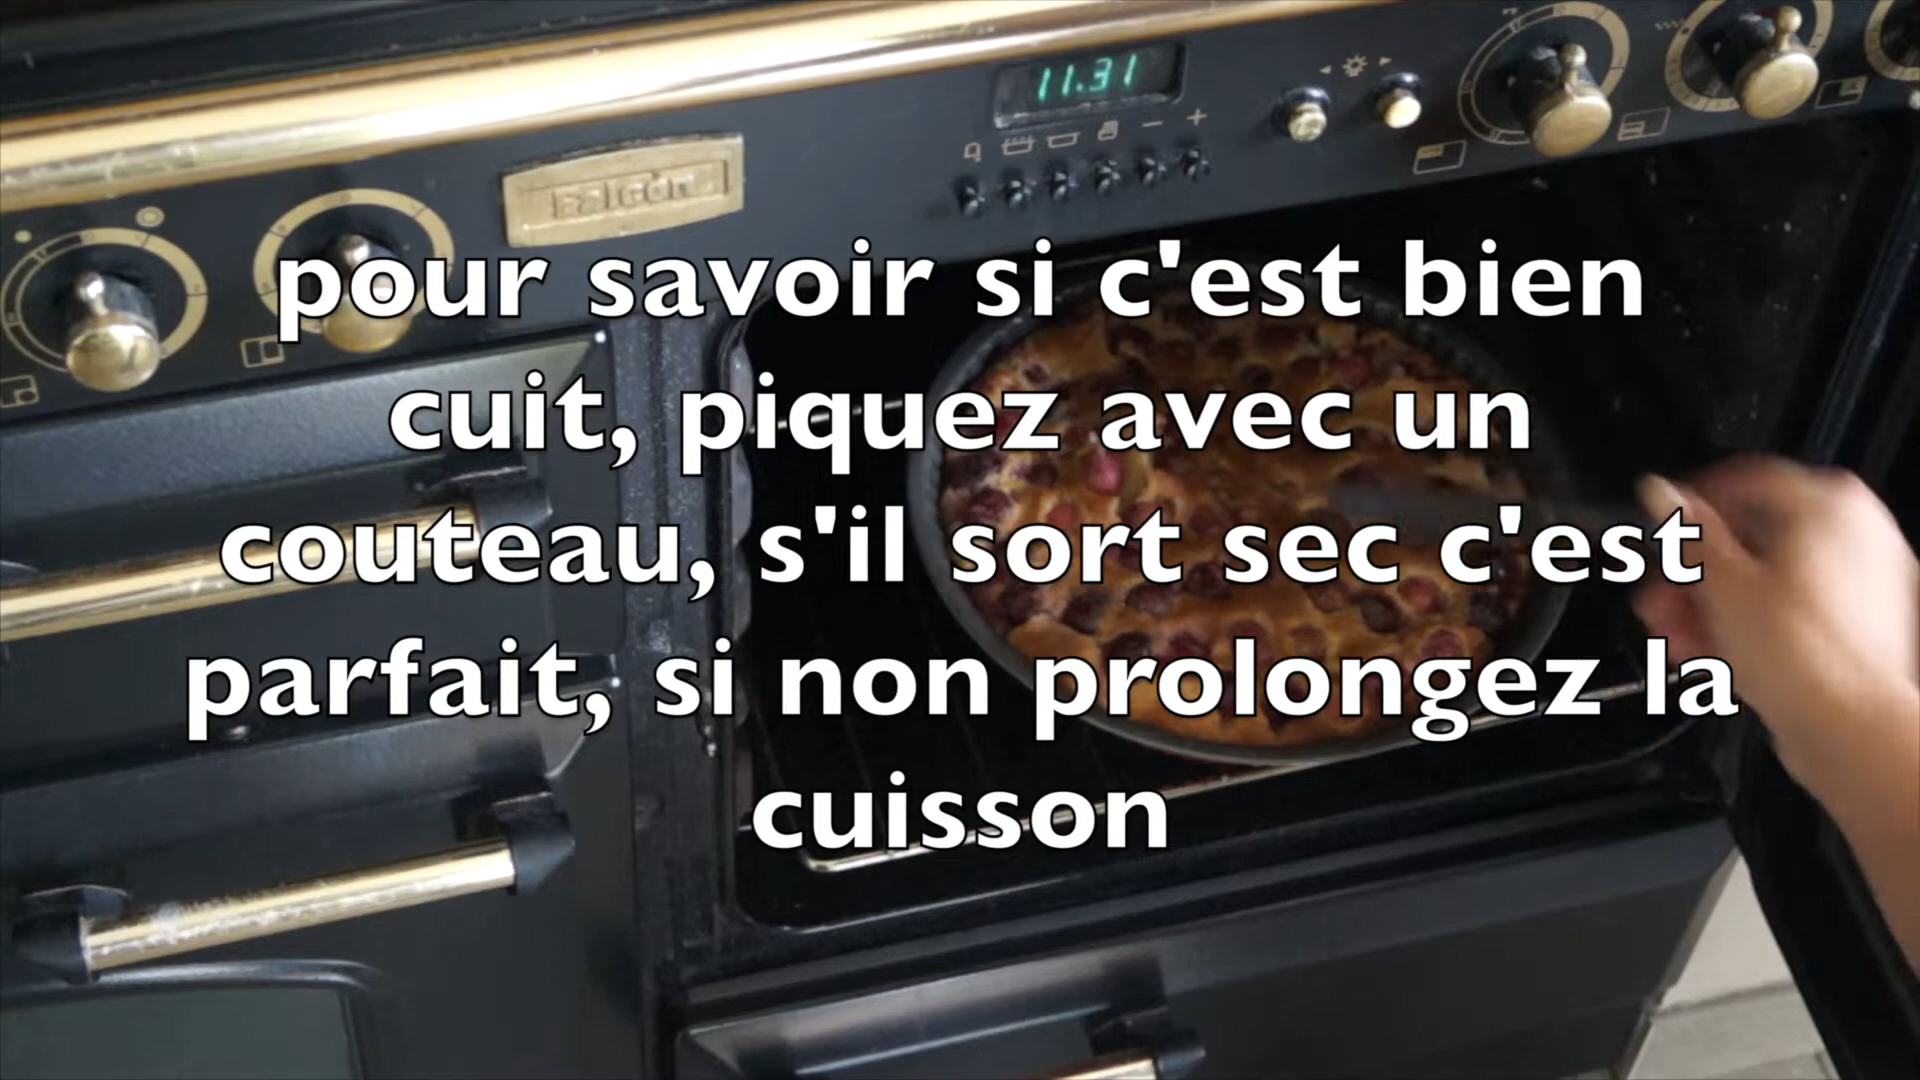 11.31
Falcon
pour savoir si c'est bien
cuit, piquez avec un
couteau, s'il sort sec c'est
parfait, si non prolongez la
cuisson